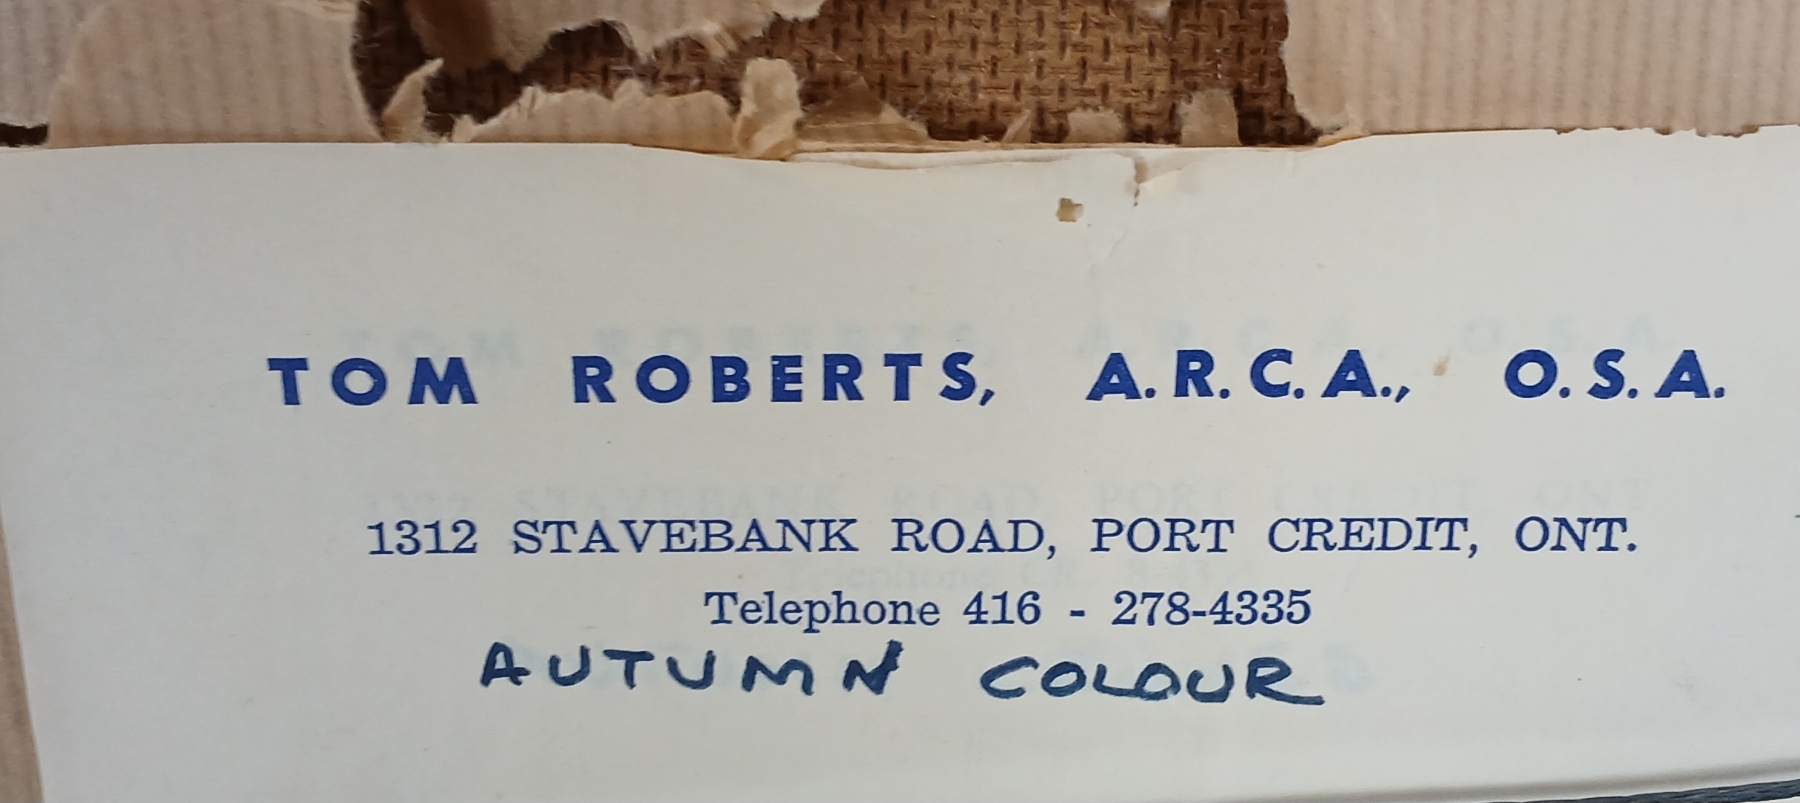 TOM ROBERTS, A.R.C.A., O.S.A.
1312 STAVEBANK ROAD, PORT CREDIT, ONT.
Telephone 416 - 278-4335
AUTUMN COLOUR